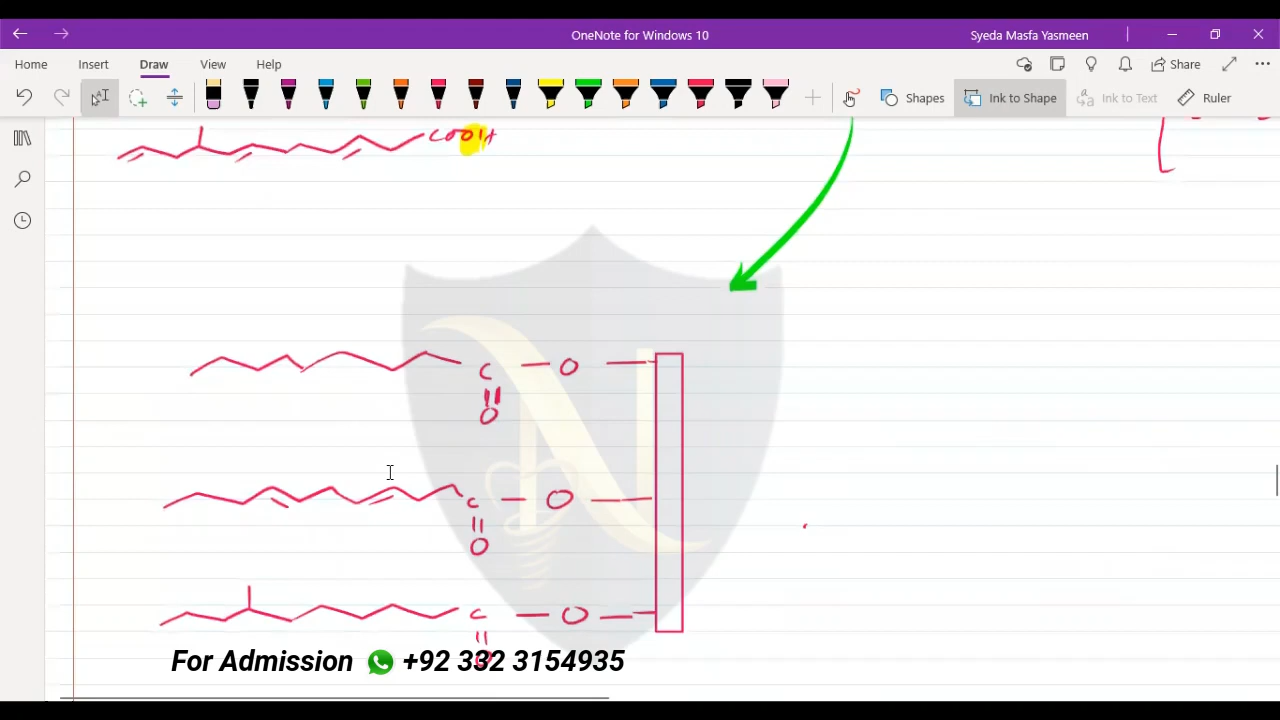 OneNote for Windows 10
Syeda Masfa Yasmeen
Home Insert Draw View Help Share
Shapes Ink to Shape Ink to Text Ruler
COOH
C — O —
O
C — O —
O
C — O —
O
For Admission +92 332 3154935